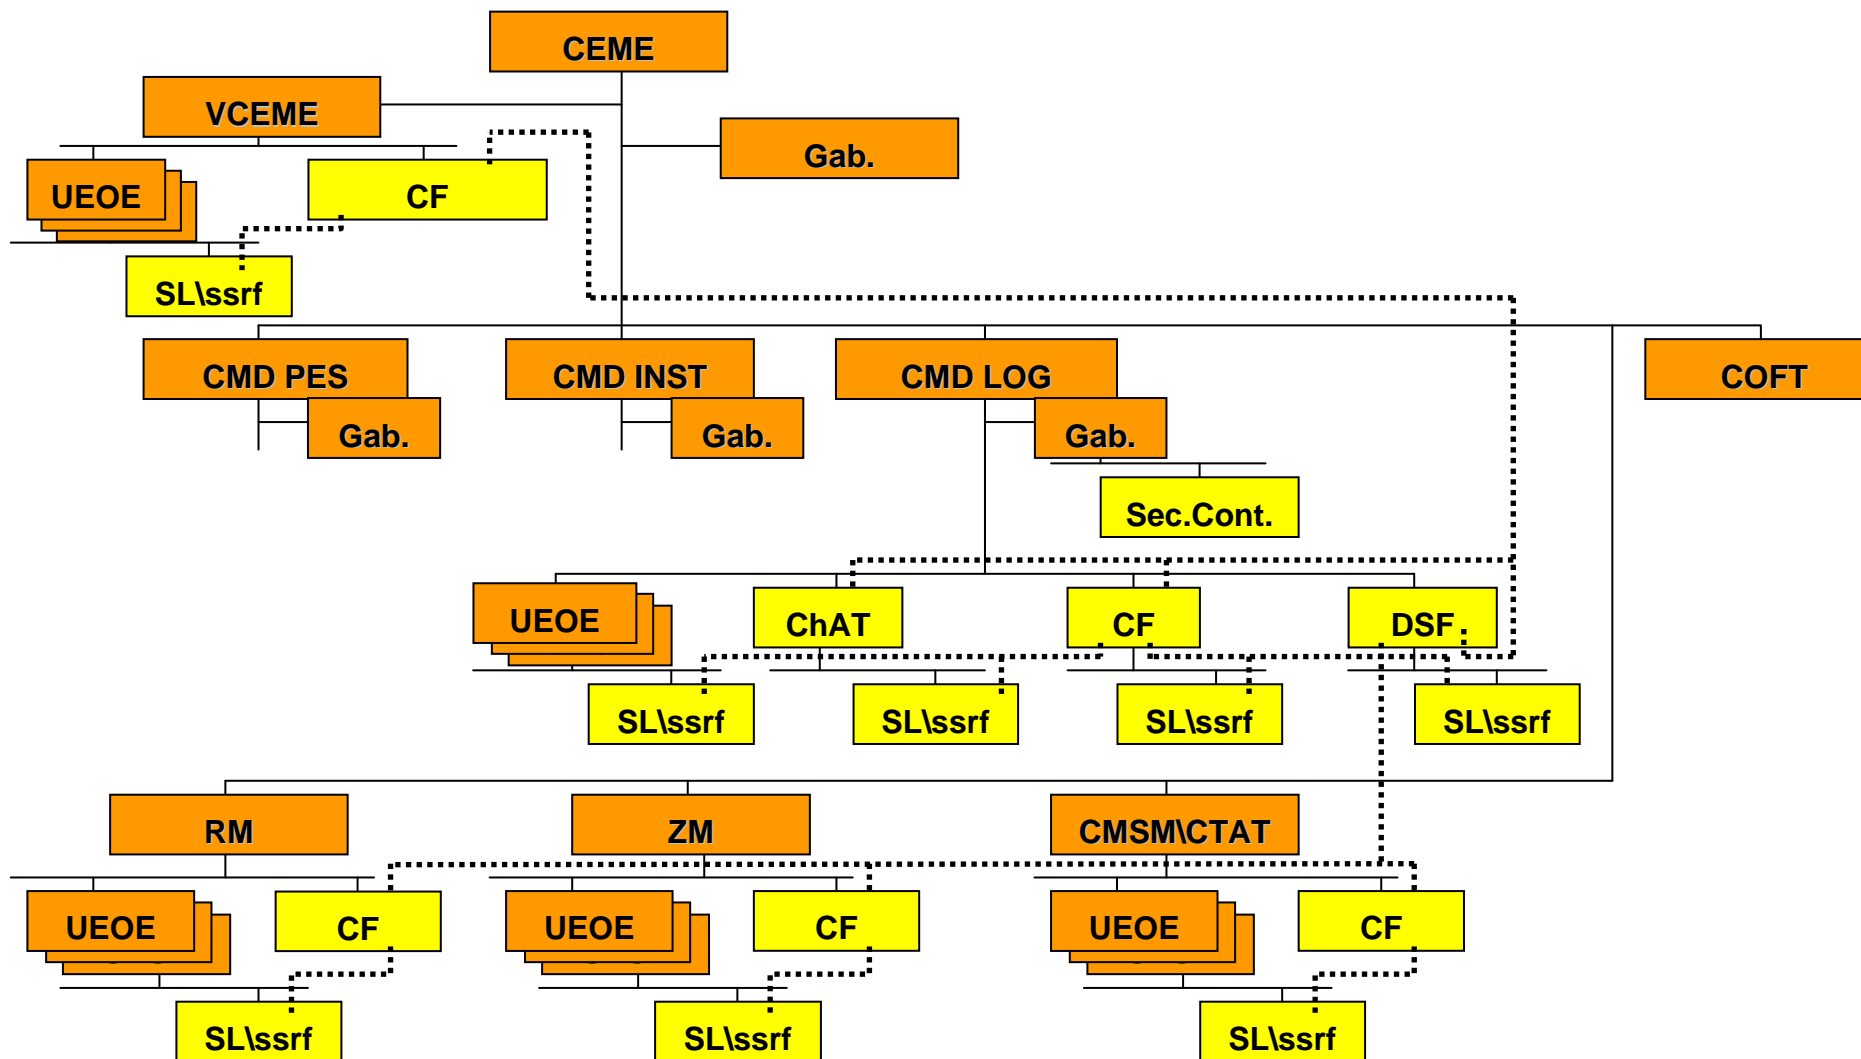 CEME
VCEME
Gab.
UEOE
CF
SL\ssrf
CMD PES
CMD INST
CMD LOG
COFT
Gab.
Gab.
Gab.
Sec.Cont.
UEOE
ChAT
CF
DSF
SL\ssrf
SL\ssrf
SL\ssrf
SL\ssrf
RM
ZM
CMSM\CTAT
UEOE
CF
UEOE
CF
UEOE
CF
SL\ssrf
SL\ssrf
SL\ssrf